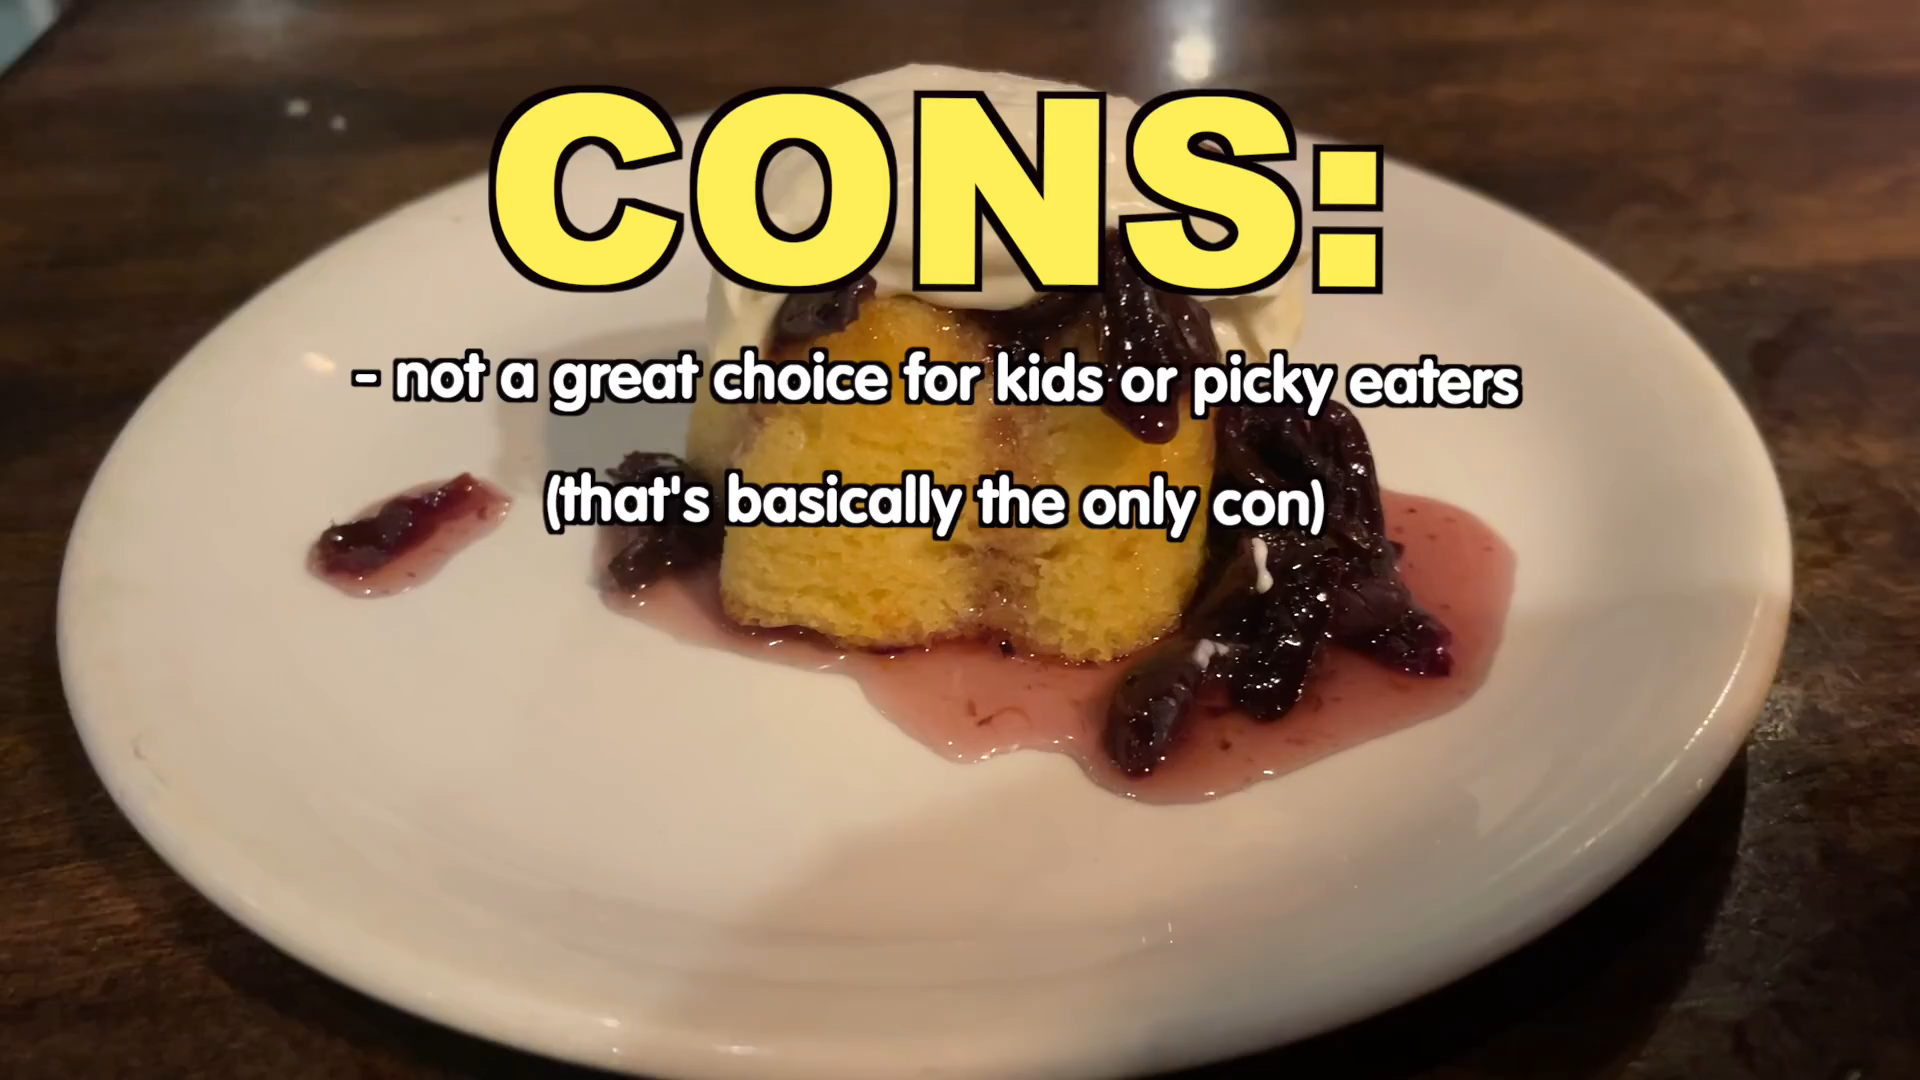 CONS:
- not a great choice for kids or picky eaters
(that's basically the only con)